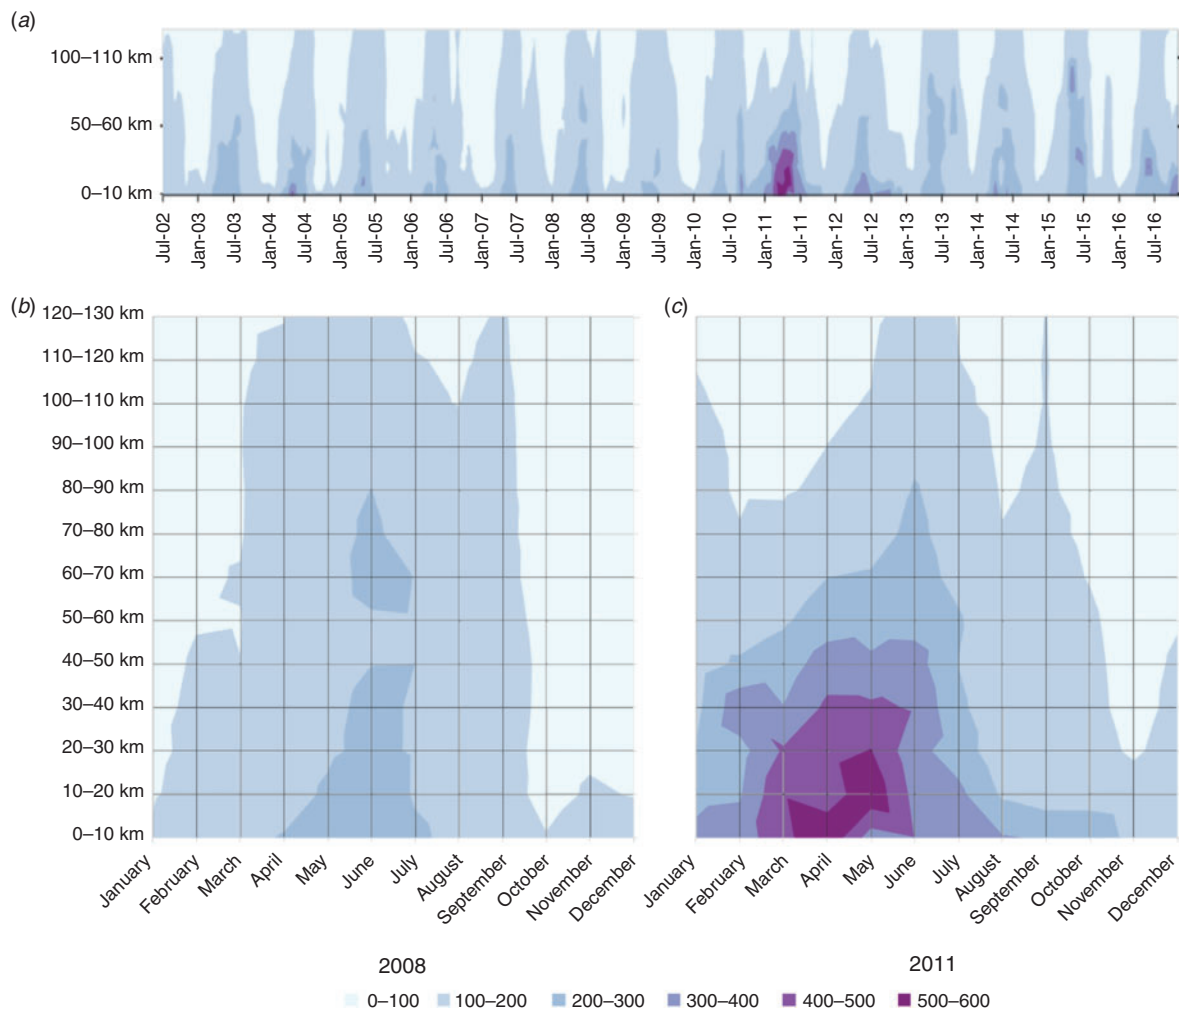 (a)
100–110 km
50–60 km
0–10 km
Jul-02 Jan-03 Jul-03 Jan-04 Jul-04 Jan-05 Jul-05 Jan-06 Jul-06 Jan-07 Jul-07 Jan-08 Jul-08 Jan-09 Jul-09 Jan-10 Jul-10 Jan-11 Jul-11 Jan-12 Jul-12 Jan-13 Jul-13 Jan-14 Jul-14 Jan-15 Jul-15 Jan-16 Jul-16
(b)
120–130 km
110–120 km
100–110 km
90–100 km
80–90 km
70–80 km
60–70 km
50–60 km
40–50 km
30–40 km
20–30 km
10–20 km
0–10 km
January February March April May June July August September October November December
2008
(c)
January February March April May June July August September October November December
2011
0–100 100–200 200–300 300–400 400–500 500–600